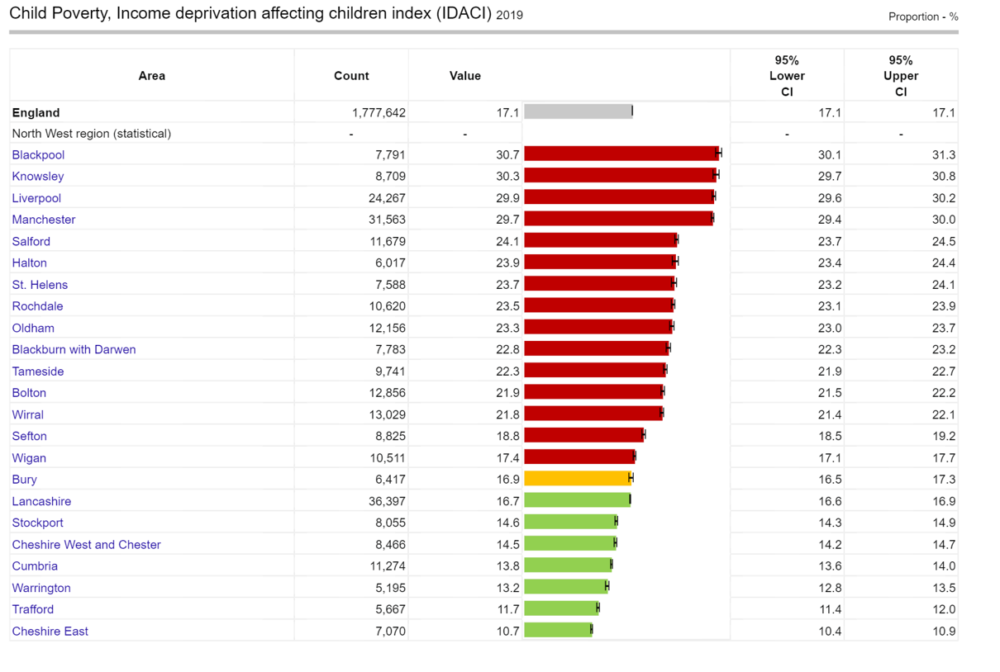 Child Poverty, Income deprivation affecting children index (IDACI) 2019 Proportion - %
Area Count Value 95% Lower CI 95% Upper CI
England 1,777,642 17.1 17.1 17.1
North West region (statistical) - - - -
Blackpool 7,791 30.7 30.1 31.3
Knowsley 8,709 30.3 29.7 30.8
Liverpool 24,267 29.9 29.6 30.2
Manchester 31,563 29.7 29.4 30.0
Salford 11,679 24.1 23.7 24.5
Halton 6,017 23.9 23.4 24.4
St. Helens 7,588 23.7 23.2 24.1
Rochdale 10,620 23.5 23.1 23.9
Oldham 12,156 23.3 23.0 23.7
Blackburn with Darwen 7,783 22.8 22.3 23.2
Tameside 9,741 22.3 21.9 22.7
Bolton 12,856 21.9 21.5 22.2
Wirral 13,029 21.8 21.4 22.1
Sefton 8,825 18.8 18.5 19.2
Wigan 10,511 17.4 17.1 17.7
Bury 6,417 16.9 16.5 17.3
Lancashire 36,397 16.7 16.6 16.9
Stockport 8,055 14.6 14.3 14.9
Cheshire West and Chester 8,466 14.5 14.2 14.7
Cumbria 11,274 13.8 13.6 14.0
Warrington 5,195 13.2 12.8 13.5
Trafford 5,667 11.7 11.4 12.0
Cheshire East 7,070 10.7 10.4 10.9